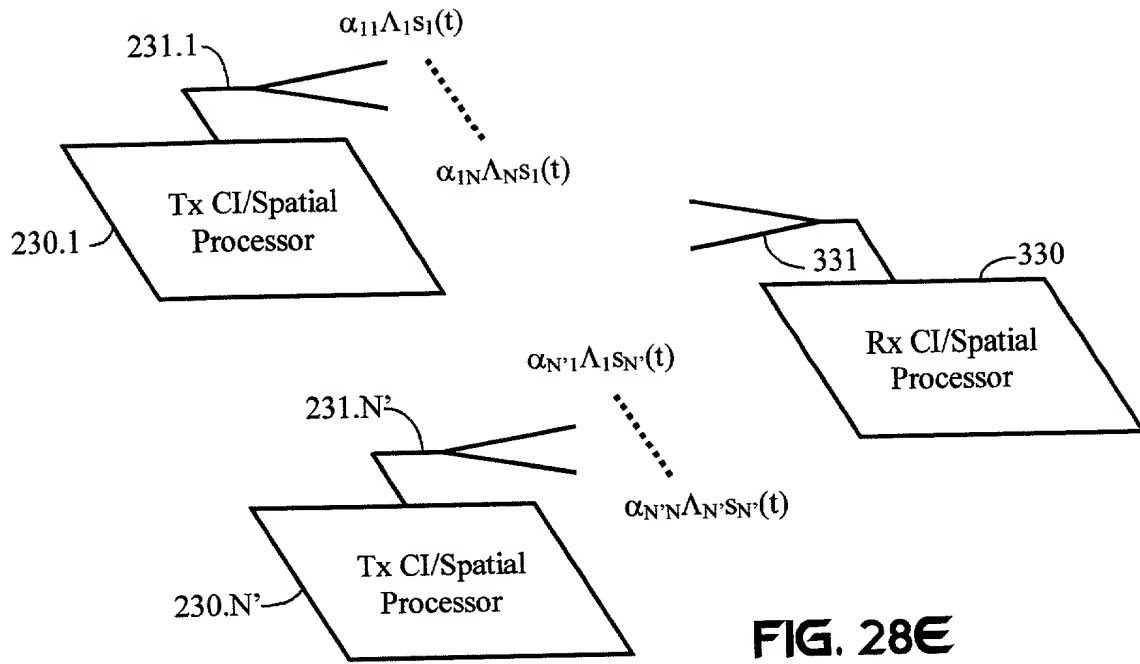 α₁₁Λ₁s₁(t)
231.1
α₁NΛNs₁(t)
Tx CI/Spatial
Processor
230.1
331
330
Rx CI/Spatial
Processor
αN'₁Λ₁sN'(t)
231.N'
αN'NΛN'sN'(t)
Tx CI/Spatial
Processor
230.N'
FIG. 28E